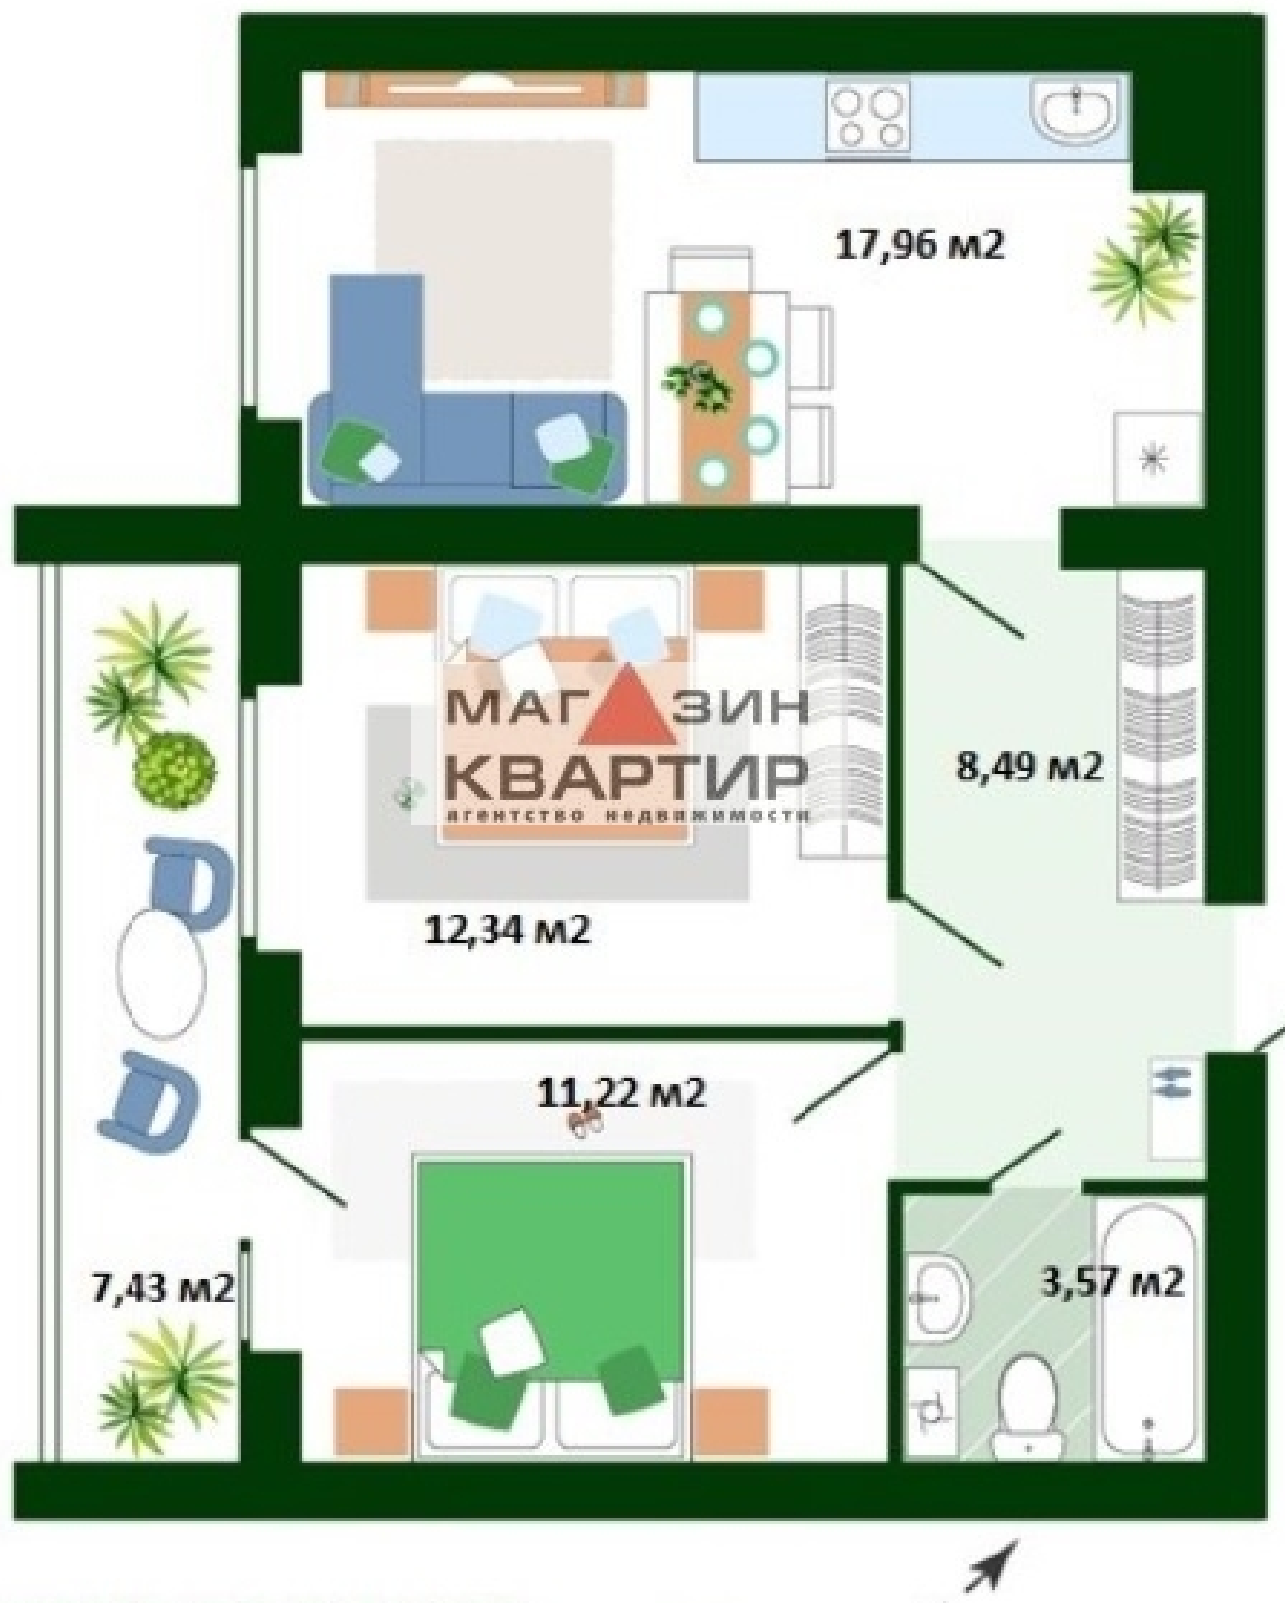 17,96 м2
МАГАЗИН
КВАРТИР
агентство недвижимости
8,49 м2
12,34 м2
11,22 м2
7,43 м2
3,57 м2